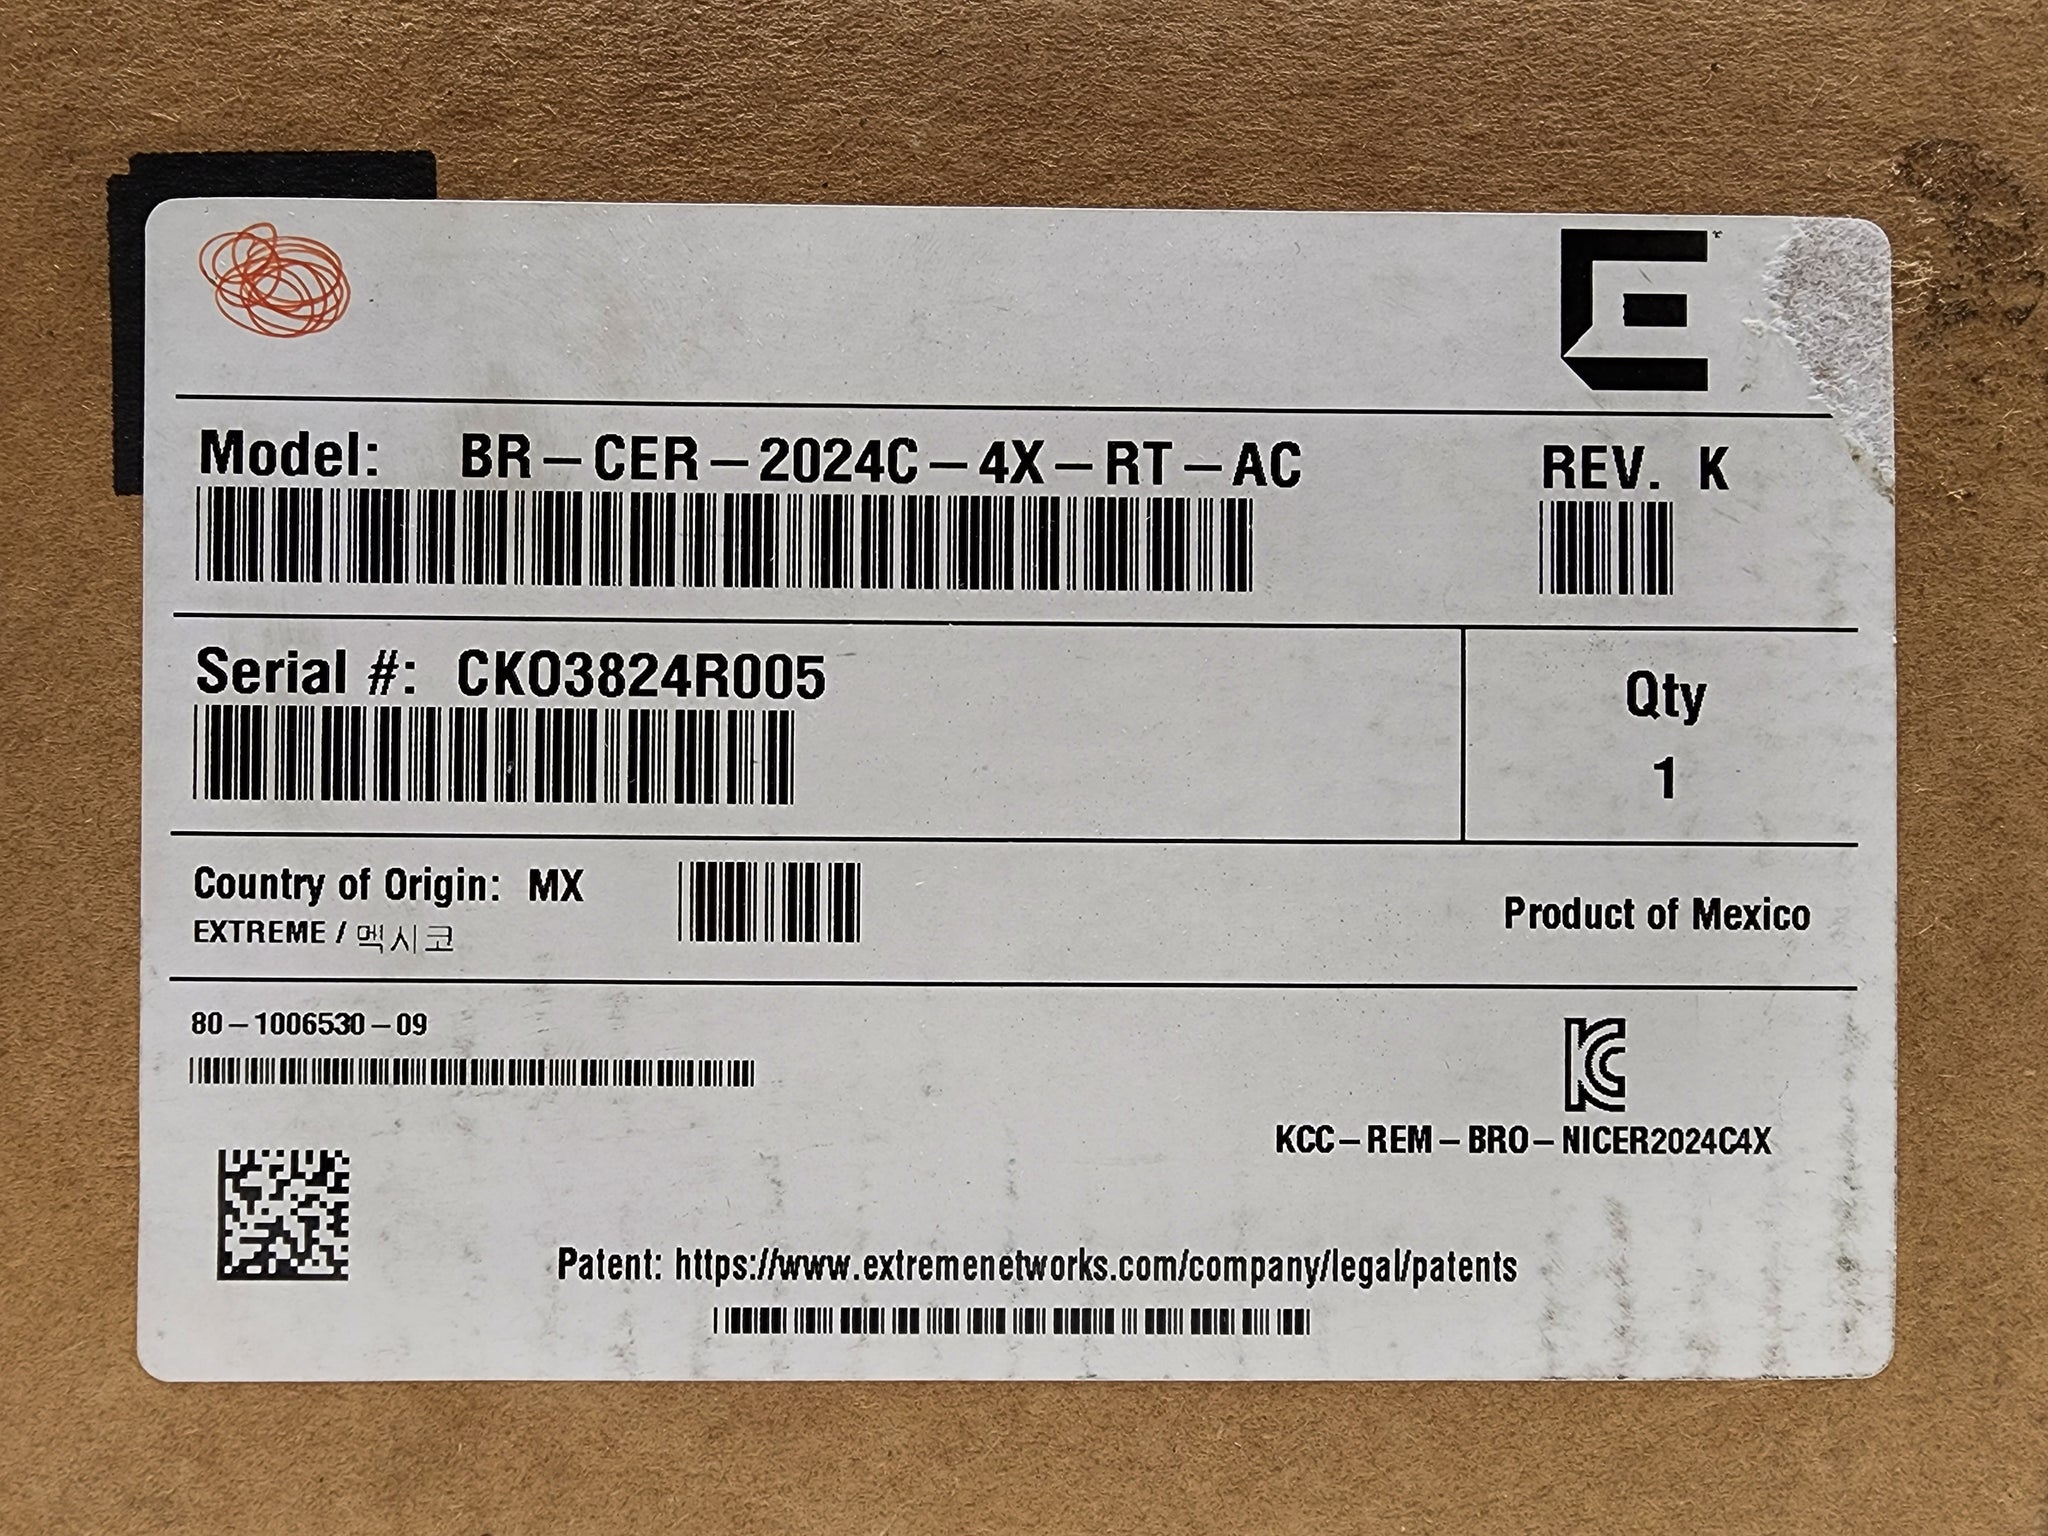 Model: BR-CER-2024C-4X-RT-AC REV. K
Serial #: CKO3824R005
Qty
1
Country of Origin: MX
EXTREME / 멕시코
Product of Mexico
80-1006530-09
KCC-REM-BRO-NICER2024C4X
Patent: https://www.extremenetworks.com/company/legal/patents